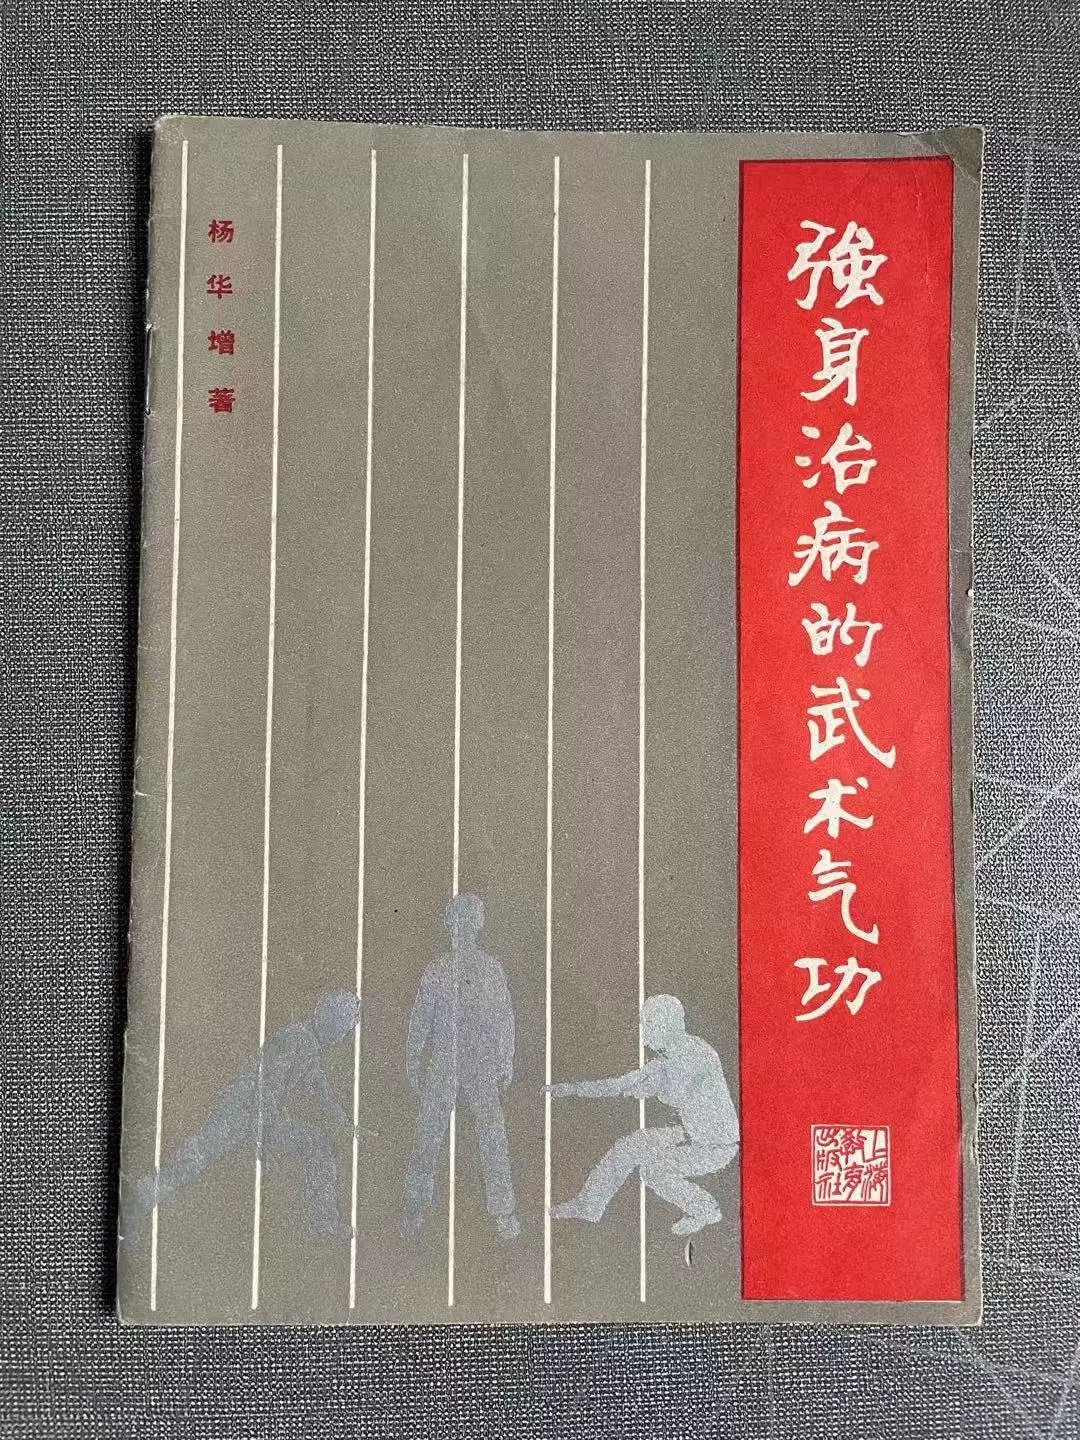 強身治病的武术气功
杨华增著
上海
教育
出版社